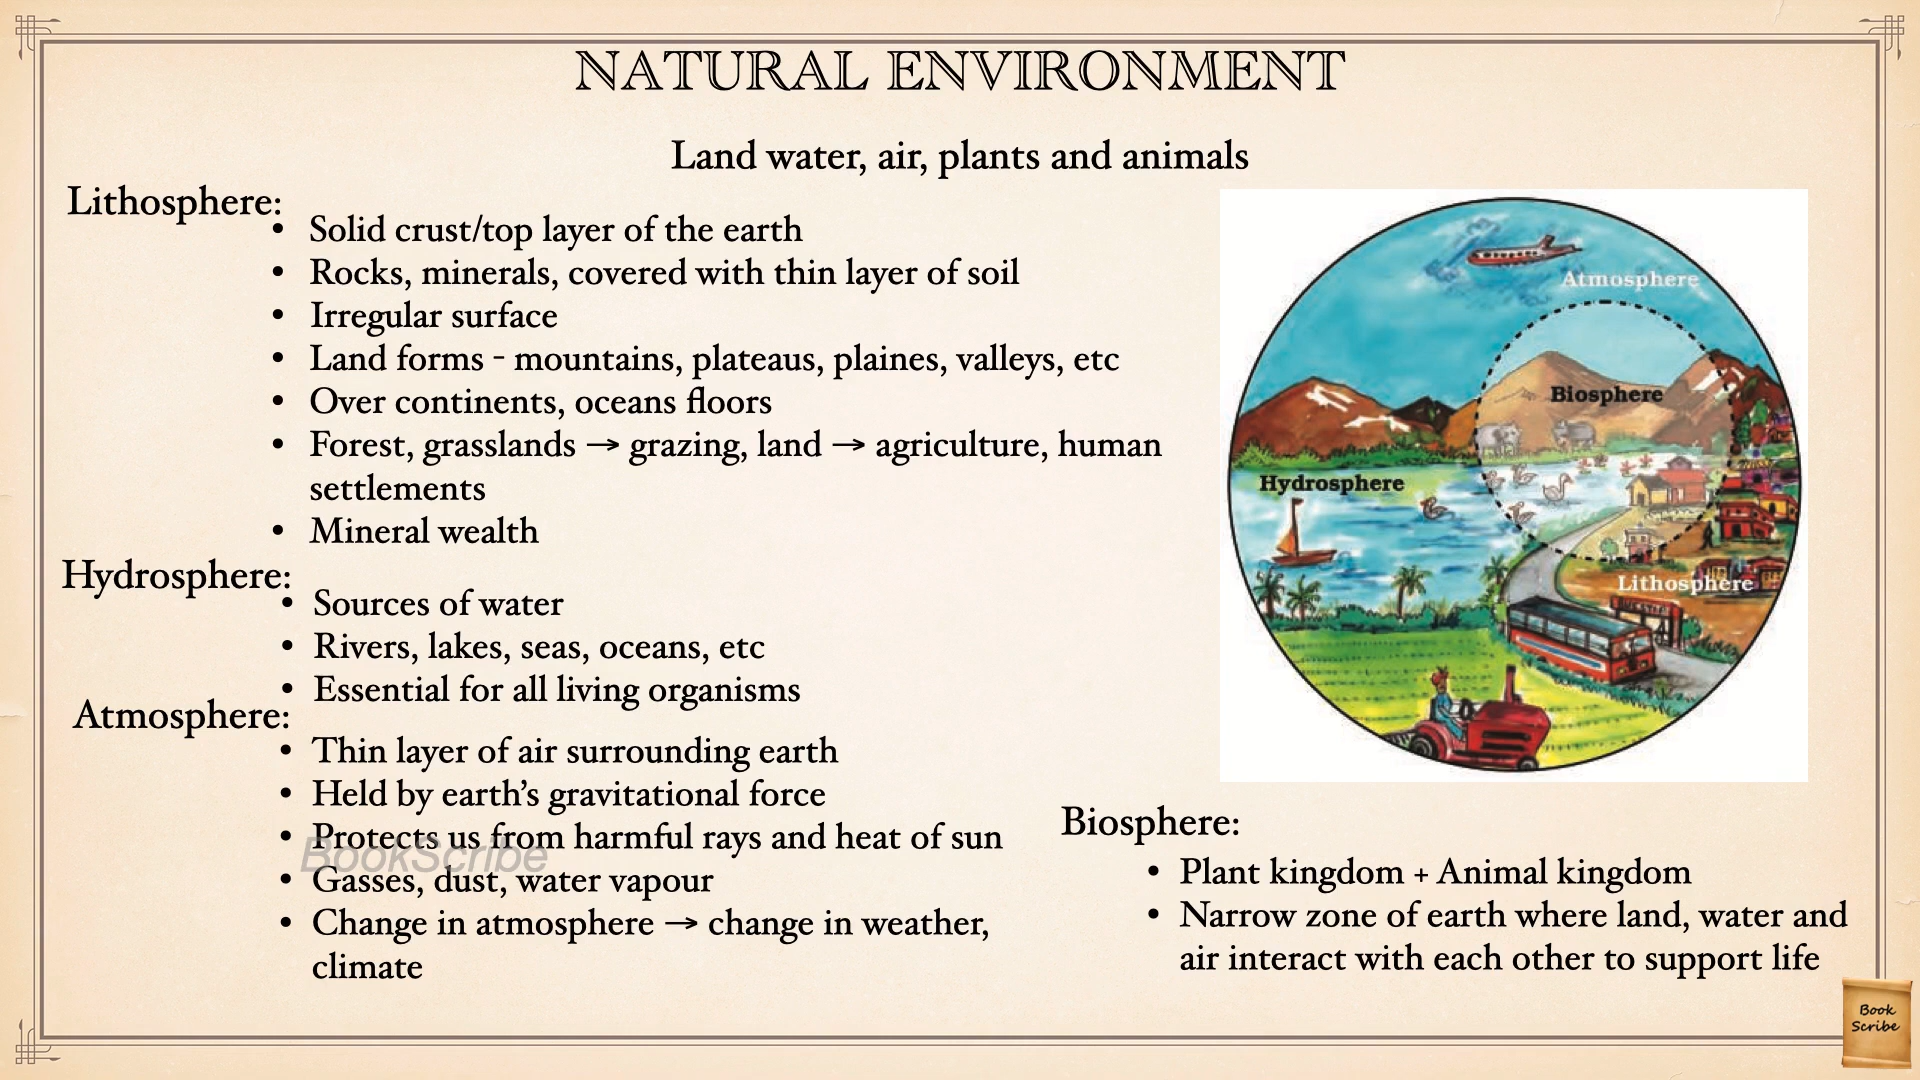 NATURAL ENVIRONMENT
Land water, air, plants and animals
Lithosphere:
• Solid crust/top layer of the earth
• Rocks, minerals, covered with thin layer of soil
• Irregular surface
• Land forms - mountains, plateaus, plaines, valleys, etc
• Over continents, oceans floors
• Forest, grasslands → grazing, land → agriculture, human
settlements
• Mineral wealth
Hydrosphere:
• Sources of water
• Rivers, lakes, seas, oceans, etc
• Essential for all living organisms
Atmosphere:
• Thin layer of air surrounding earth
• Held by earth's gravitational force
• Protects us from harmful rays and heat of sun
BookScribe
• Gasses, dust, water vapour
• Change in atmosphere → change in weather,
climate
Atmosphere
Biosphere
Hydrosphere
Lithosphere
Biosphere:
• Plant kingdom + Animal kingdom
• Narrow zone of earth where land, water and
air interact with each other to support life
Book
Scribe